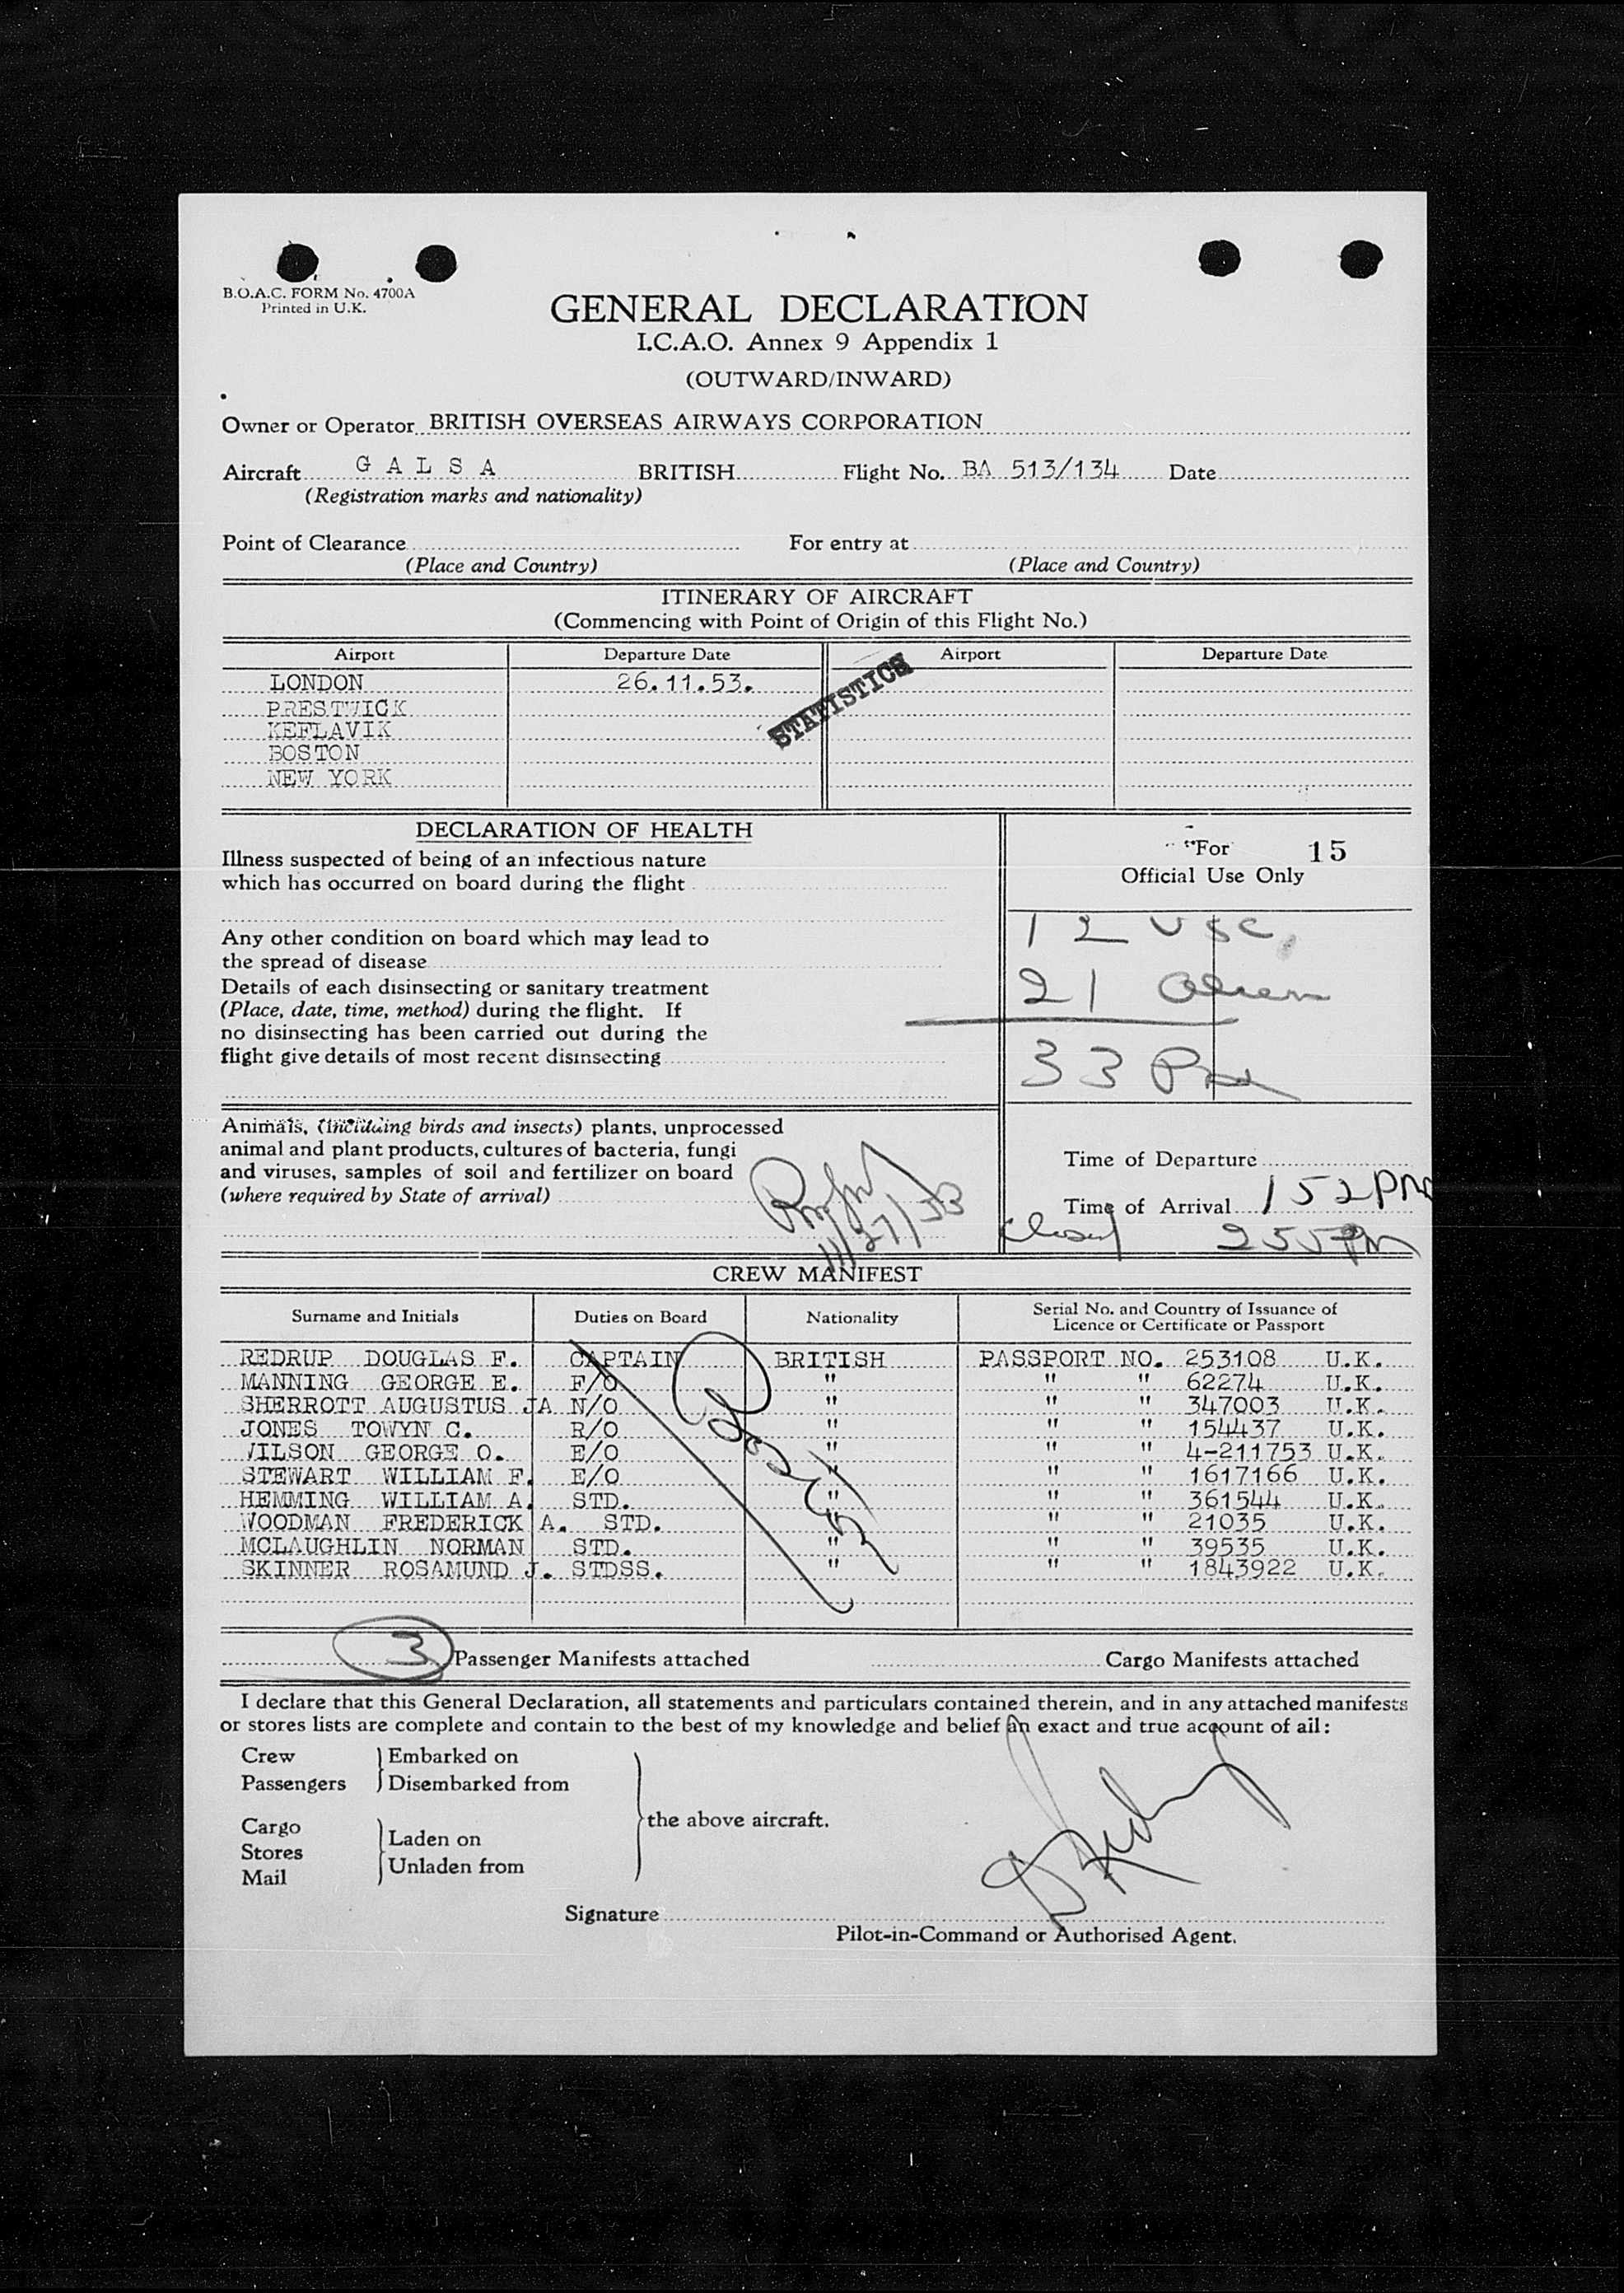 B.O.A.C. FORM No. 4700A
Printed in U.K.
GENERAL DECLARATION
I.C.A.O. Annex 9 Appendix 1
(OUTWARD/INWARD)
Owner or Operator BRITISH OVERSEAS AIRWAYS CORPORATION
Aircraft G A L S A BRITISH Flight No. BA 513/134 Date
(Registration marks and nationality)
Point of Clearance For entry at
(Place and Country) (Place and Country)
ITINERARY OF AIRCRAFT
(Commencing with Point of Origin of this Flight No.)
Airport Departure Date Airport Departure Date
LONDON 26.11.53.
PRESTWICK
KEFLAVIK
BOSTON
NEW YORK
STATISTICS
DECLARATION OF HEALTH
Illness suspected of being of an infectious nature
which has occurred on board during the flight
Any other condition on board which may lead to
the spread of disease
Details of each disinsecting or sanitary treatment
(Place, date, time, method) during the flight. If
no disinsecting has been carried out during the
flight give details of most recent disinsecting
For 15
Official Use Only
12 USC
21 Alien
33 Pax
Animals, (including birds and insects) plants, unprocessed
animal and plant products, cultures of bacteria, fungi
and viruses, samples of soil and fertilizer on board
(where required by State of arrival)
11/27/53
Time of Departure
Time of Arrival 152 PM
Closed 255 PM
CREW MANIFEST
Surname and Initials Duties on Board Nationality Serial No. and Country of Issuance of
Licence or Certificate or Passport
REDRUP DOUGLAS F. CAPTAIN BRITISH PASSPORT NO. 253108 U.K.
MANNING GEORGE E. F/O " " " 62274 U.K.
SHERROTT AUGUSTUS JA N/O " " " 347003 U.K.
JONES TOWYN C. R/O " " " 154437 U.K.
WILSON GEORGE O. E/O " " " 4-211753 U.K.
STEWART WILLIAM F. E/O " " " 1617166 U.K.
HEMMING WILLIAM A. STD. " " " 361544 U.K.
WOODMAN FREDERICK A. STD. " " " 21035 U.K.
MCLAUGHLIN NORMAN STD. " " " 39535 U.K.
SKINNER ROSAMUND J. STDSS. " " " 1843922 U.K.
3 Passenger Manifests attached Cargo Manifests attached
I declare that this General Declaration, all statements and particulars contained therein, and in any attached manifests
or stores lists are complete and contain to the best of my knowledge and belief an exact and true account of all:
Crew Embarked on
Passengers Disembarked from
the above aircraft.
Cargo
Stores Laden on
Mail Unladen from
Signature
Pilot-in-Command or Authorised Agent.